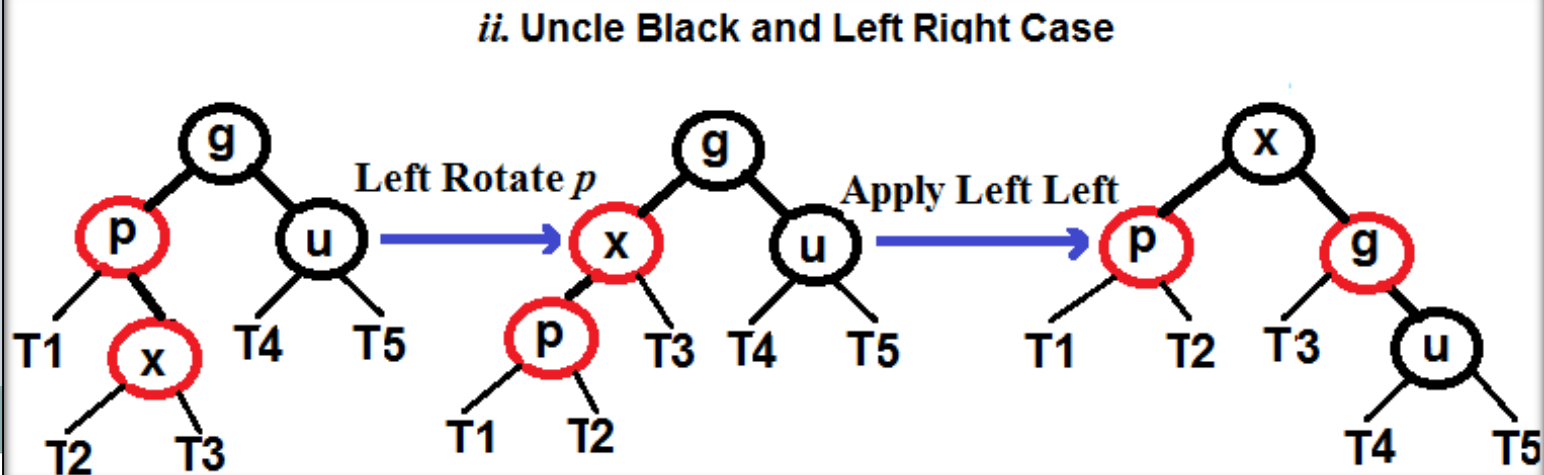 ii. Uncle Black and Left Right Case
g
g
x
Left Rotate p
Apply Left Left
p
u
x
u
p
g
T1
x
T4
T5
p
T3
T4
T5
T1
T2
T3
u
T2
T3
T1
T2
T4
T5